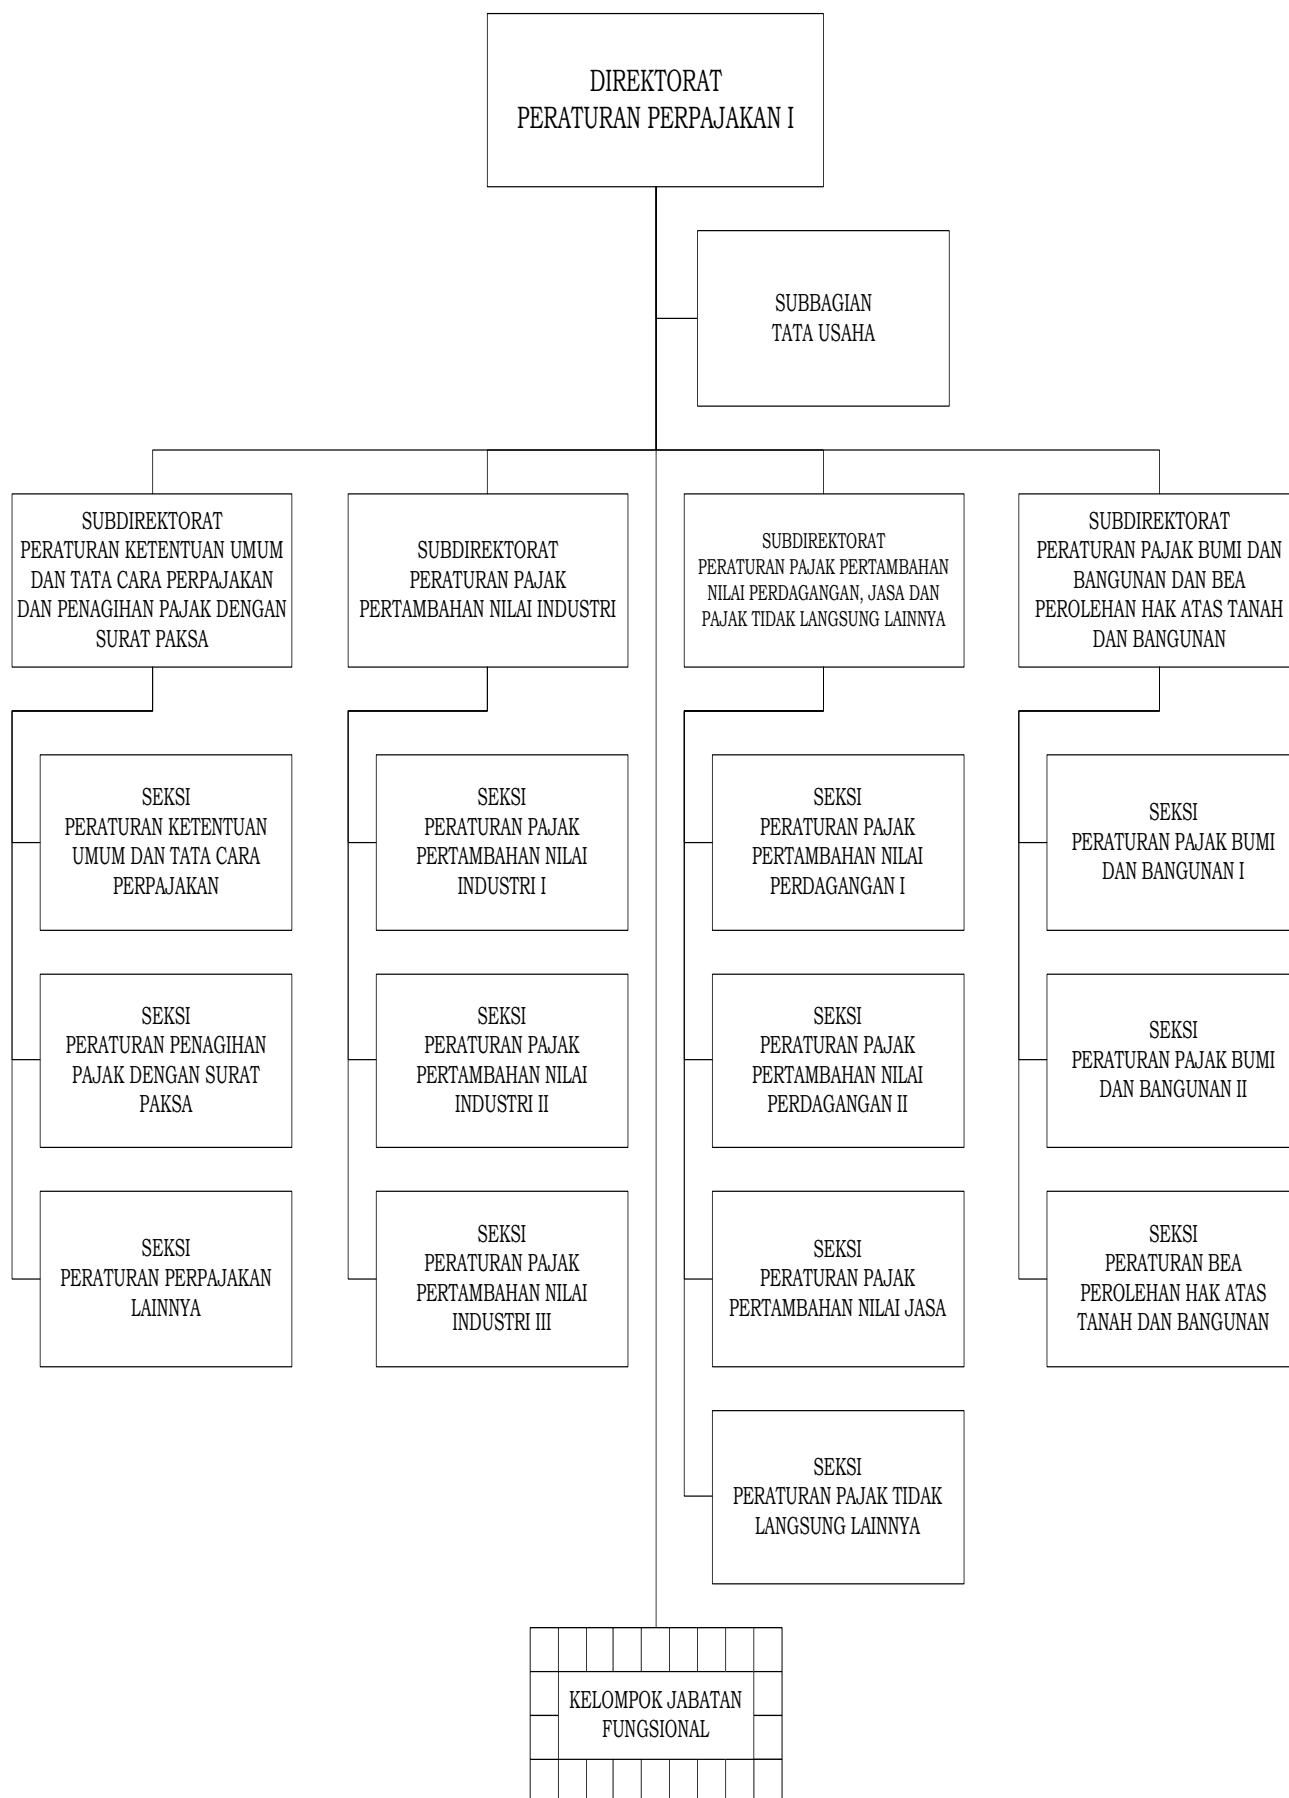 DIREKTORAT
PERATURAN PERPAJAKAN I
SUBBAGIAN
TATA USAHA
SUBDIREKTORAT
PERATURAN KETENTUAN UMUM
DAN TATA CARA PERPAJAKAN
DAN PENAGIHAN PAJAK DENGAN
SURAT PAKSA
SUBDIREKTORAT
PERATURAN PAJAK
PERTAMBAHAN NILAI INDUSTRI
SUBDIREKTORAT
PERATURAN PAJAK PERTAMBAHAN
NILAI PERDAGANGAN, JASA DAN
PAJAK TIDAK LANGSUNG LAINNYA
SUBDIREKTORAT
PERATURAN PAJAK BUMI DAN
BANGUNAN DAN BEA
PEROLEHAN HAK ATAS TANAH
DAN BANGUNAN
SEKSI
PERATURAN KETENTUAN
UMUM DAN TATA CARA
PERPAJAKAN
SEKSI
PERATURAN PAJAK
PERTAMBAHAN NILAI
INDUSTRI I
SEKSI
PERATURAN PAJAK
PERTAMBAHAN NILAI
PERDAGANGAN I
SEKSI
PERATURAN PAJAK BUMI
DAN BANGUNAN I
SEKSI
PERATURAN PENAGIHAN
PAJAK DENGAN SURAT
PAKSA
SEKSI
PERATURAN PAJAK
PERTAMBAHAN NILAI
INDUSTRI II
SEKSI
PERATURAN PAJAK
PERTAMBAHAN NILAI
PERDAGANGAN II
SEKSI
PERATURAN PAJAK BUMI
DAN BANGUNAN II
SEKSI
PERATURAN PERPAJAKAN
LAINNYA
SEKSI
PERATURAN PAJAK
PERTAMBAHAN NILAI
INDUSTRI III
SEKSI
PERATURAN PAJAK
PERTAMBAHAN NILAI JASA
SEKSI
PERATURAN BEA
PEROLEHAN HAK ATAS
TANAH DAN BANGUNAN
SEKSI
PERATURAN PAJAK TIDAK
LANGSUNG LAINNYA
KELOMPOK JABATAN
FUNGSIONAL